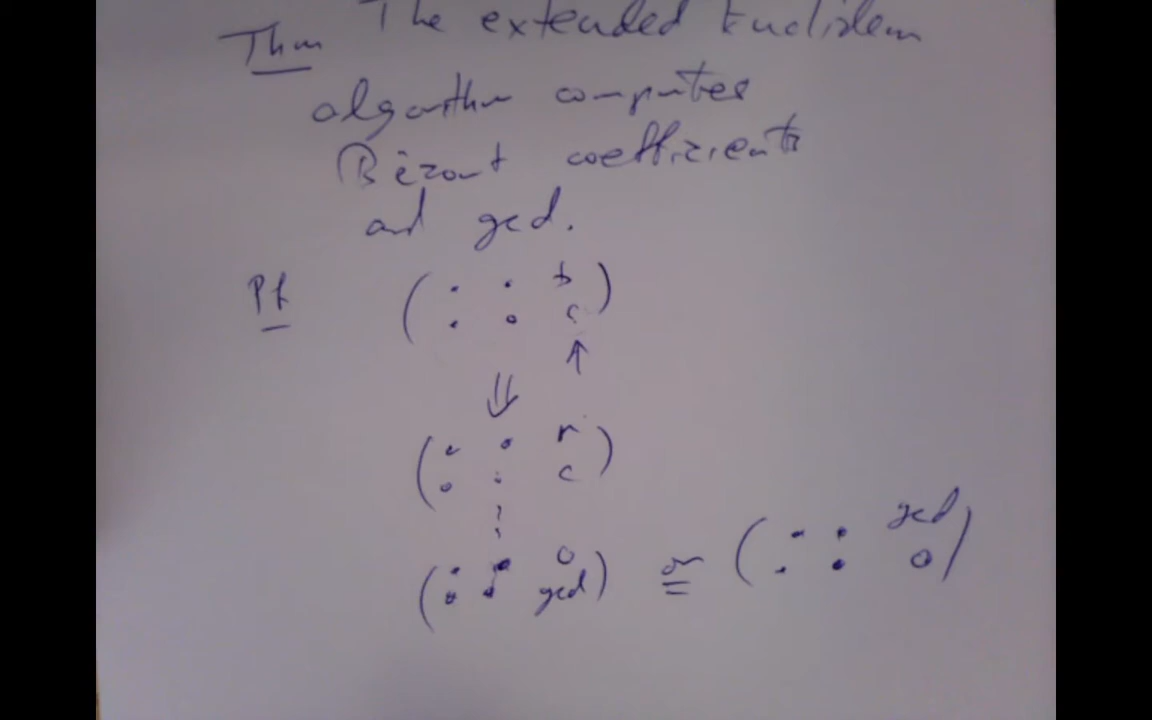 Thm The extended Euclidean
algorithm computes
Bézout coefficients
and gcd.
Pf ( . . b )
( . . c )
↑
⇓
( . . r )
( . . c )
⋮
( . . 0 ) or ( . . gcd )
( . . gcd ) ( . . 0 )